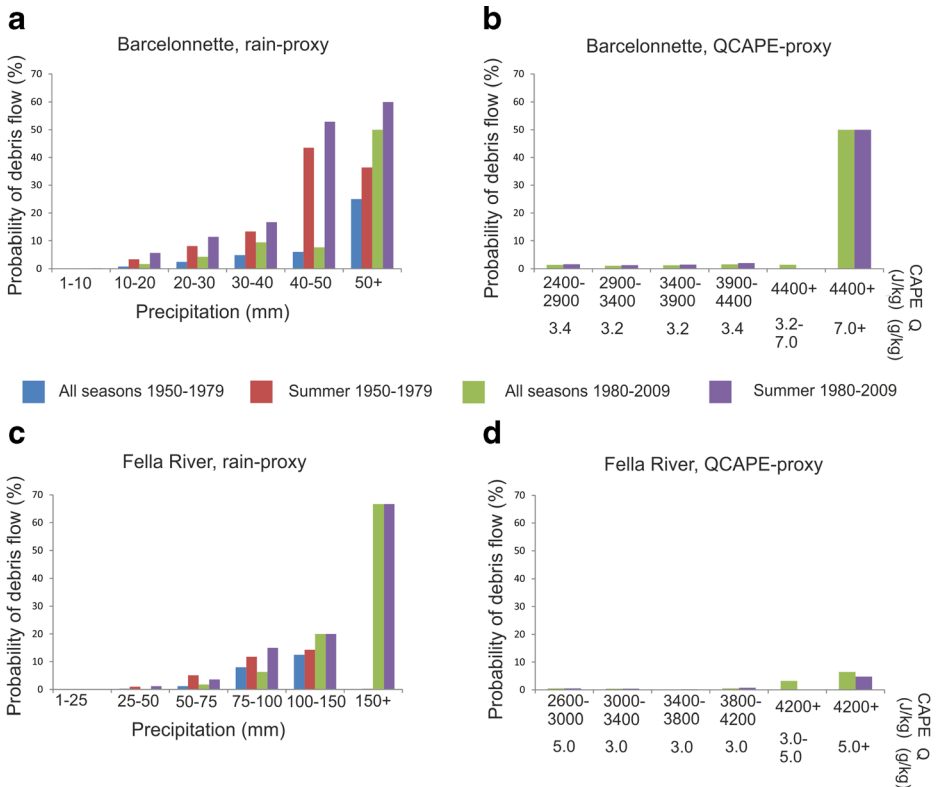 a
Barcelonnette, rain-proxy
Probability of debris flow (%)
70
60
50
40
30
20
10
0
1-10 10-20 20-30 30-40 40-50 50+
Precipitation (mm)
b
Barcelonnette, QCAPE-proxy
Probability of debris flow (%)
70
60
50
40
30
20
10
0
2400- 2900- 3400- 3900- 4400+ 4400+
2900 3400 3900 4400
3.4 3.2 3.2 3.4 3.2- 7.0+
7.0
CAPE Q
(J/kg) (g/kg)
All seasons 1950-1979 Summer 1950-1979 All seasons 1980-2009 Summer 1980-2009
c
Fella River, rain-proxy
Probability of debris flow (%)
70
60
50
40
30
20
10
0
1-25 25-50 50-75 75-100 100-150 150+
Precipitation (mm)
d
Fella River, QCAPE-proxy
Probability of debris flow (%)
70
60
50
40
30
20
10
0
2600- 3000- 3400- 3800- 4200+ 4200+
3000 3400 3800 4200
5.0 3.0 3.0 3.0 3.0- 5.0+
5.0
CAPE Q
(J/kg) (g/kg)